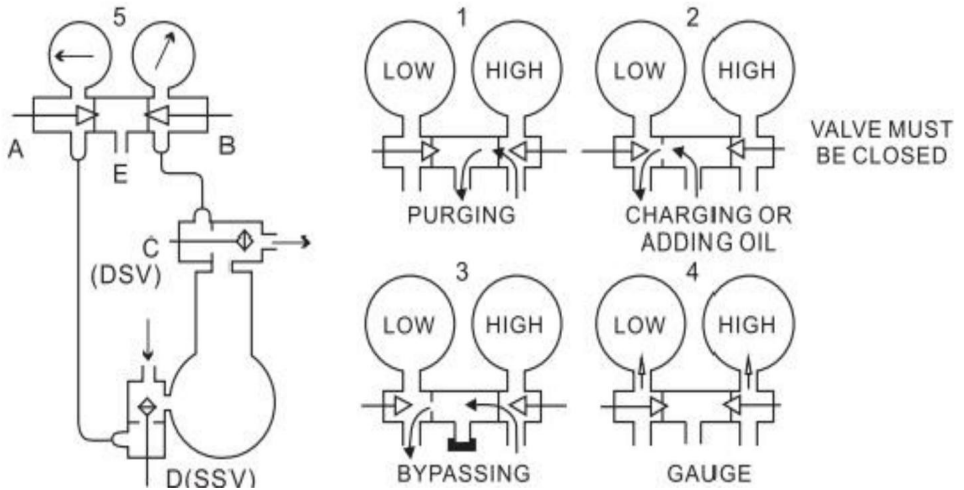 5
A
B
E
C
(DSV)
D(SSV)
1
LOW
HIGH
PURGING
2
LOW
HIGH
VALVE MUST
BE CLOSED
CHARGING OR
ADDING OIL
3
LOW
HIGH
BYPASSING
4
LOW
HIGH
GAUGE